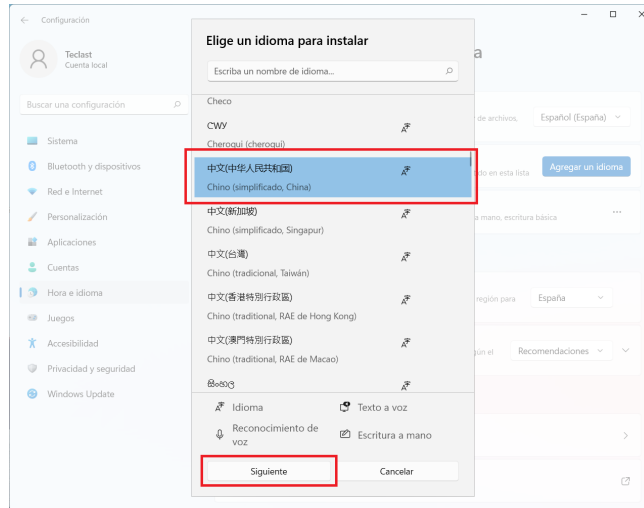 Configuración
Teclast
Cuenta local
Buscar una configuración
Sistema
Bluetooth y dispositivos
Red e Internet
Personalización
Aplicaciones
Cuentas
Hora e idioma
Juegos
Accesibilidad
Privacidad y seguridad
Windows Update
Elige un idioma para instalar
Escriba un nombre de idioma...
Checo
ᏣᎳᎩ
Cheroqui (cheroqui)
中文(中华人民共和国)
Chino (simplificado, China)
中文(新加坡)
Chino (simplificado, Singapur)
中文(台灣)
Chino (tradicional, Taiwán)
中文(香港特別行政區)
Chino (traditional, RAE de Hong Kong)
中文(澳門特別行政區)
Chino (traditional, RAE de Macao)
සිංහල
Idioma
Texto a voz
Reconocimiento de
voz
Escritura a mano
Siguiente
Cancelar
a
de archivos,
Español (España)
do en esta lista
Agregar un idioma
a mano, escritura básica
región para
España
gún el
Recomendaciones